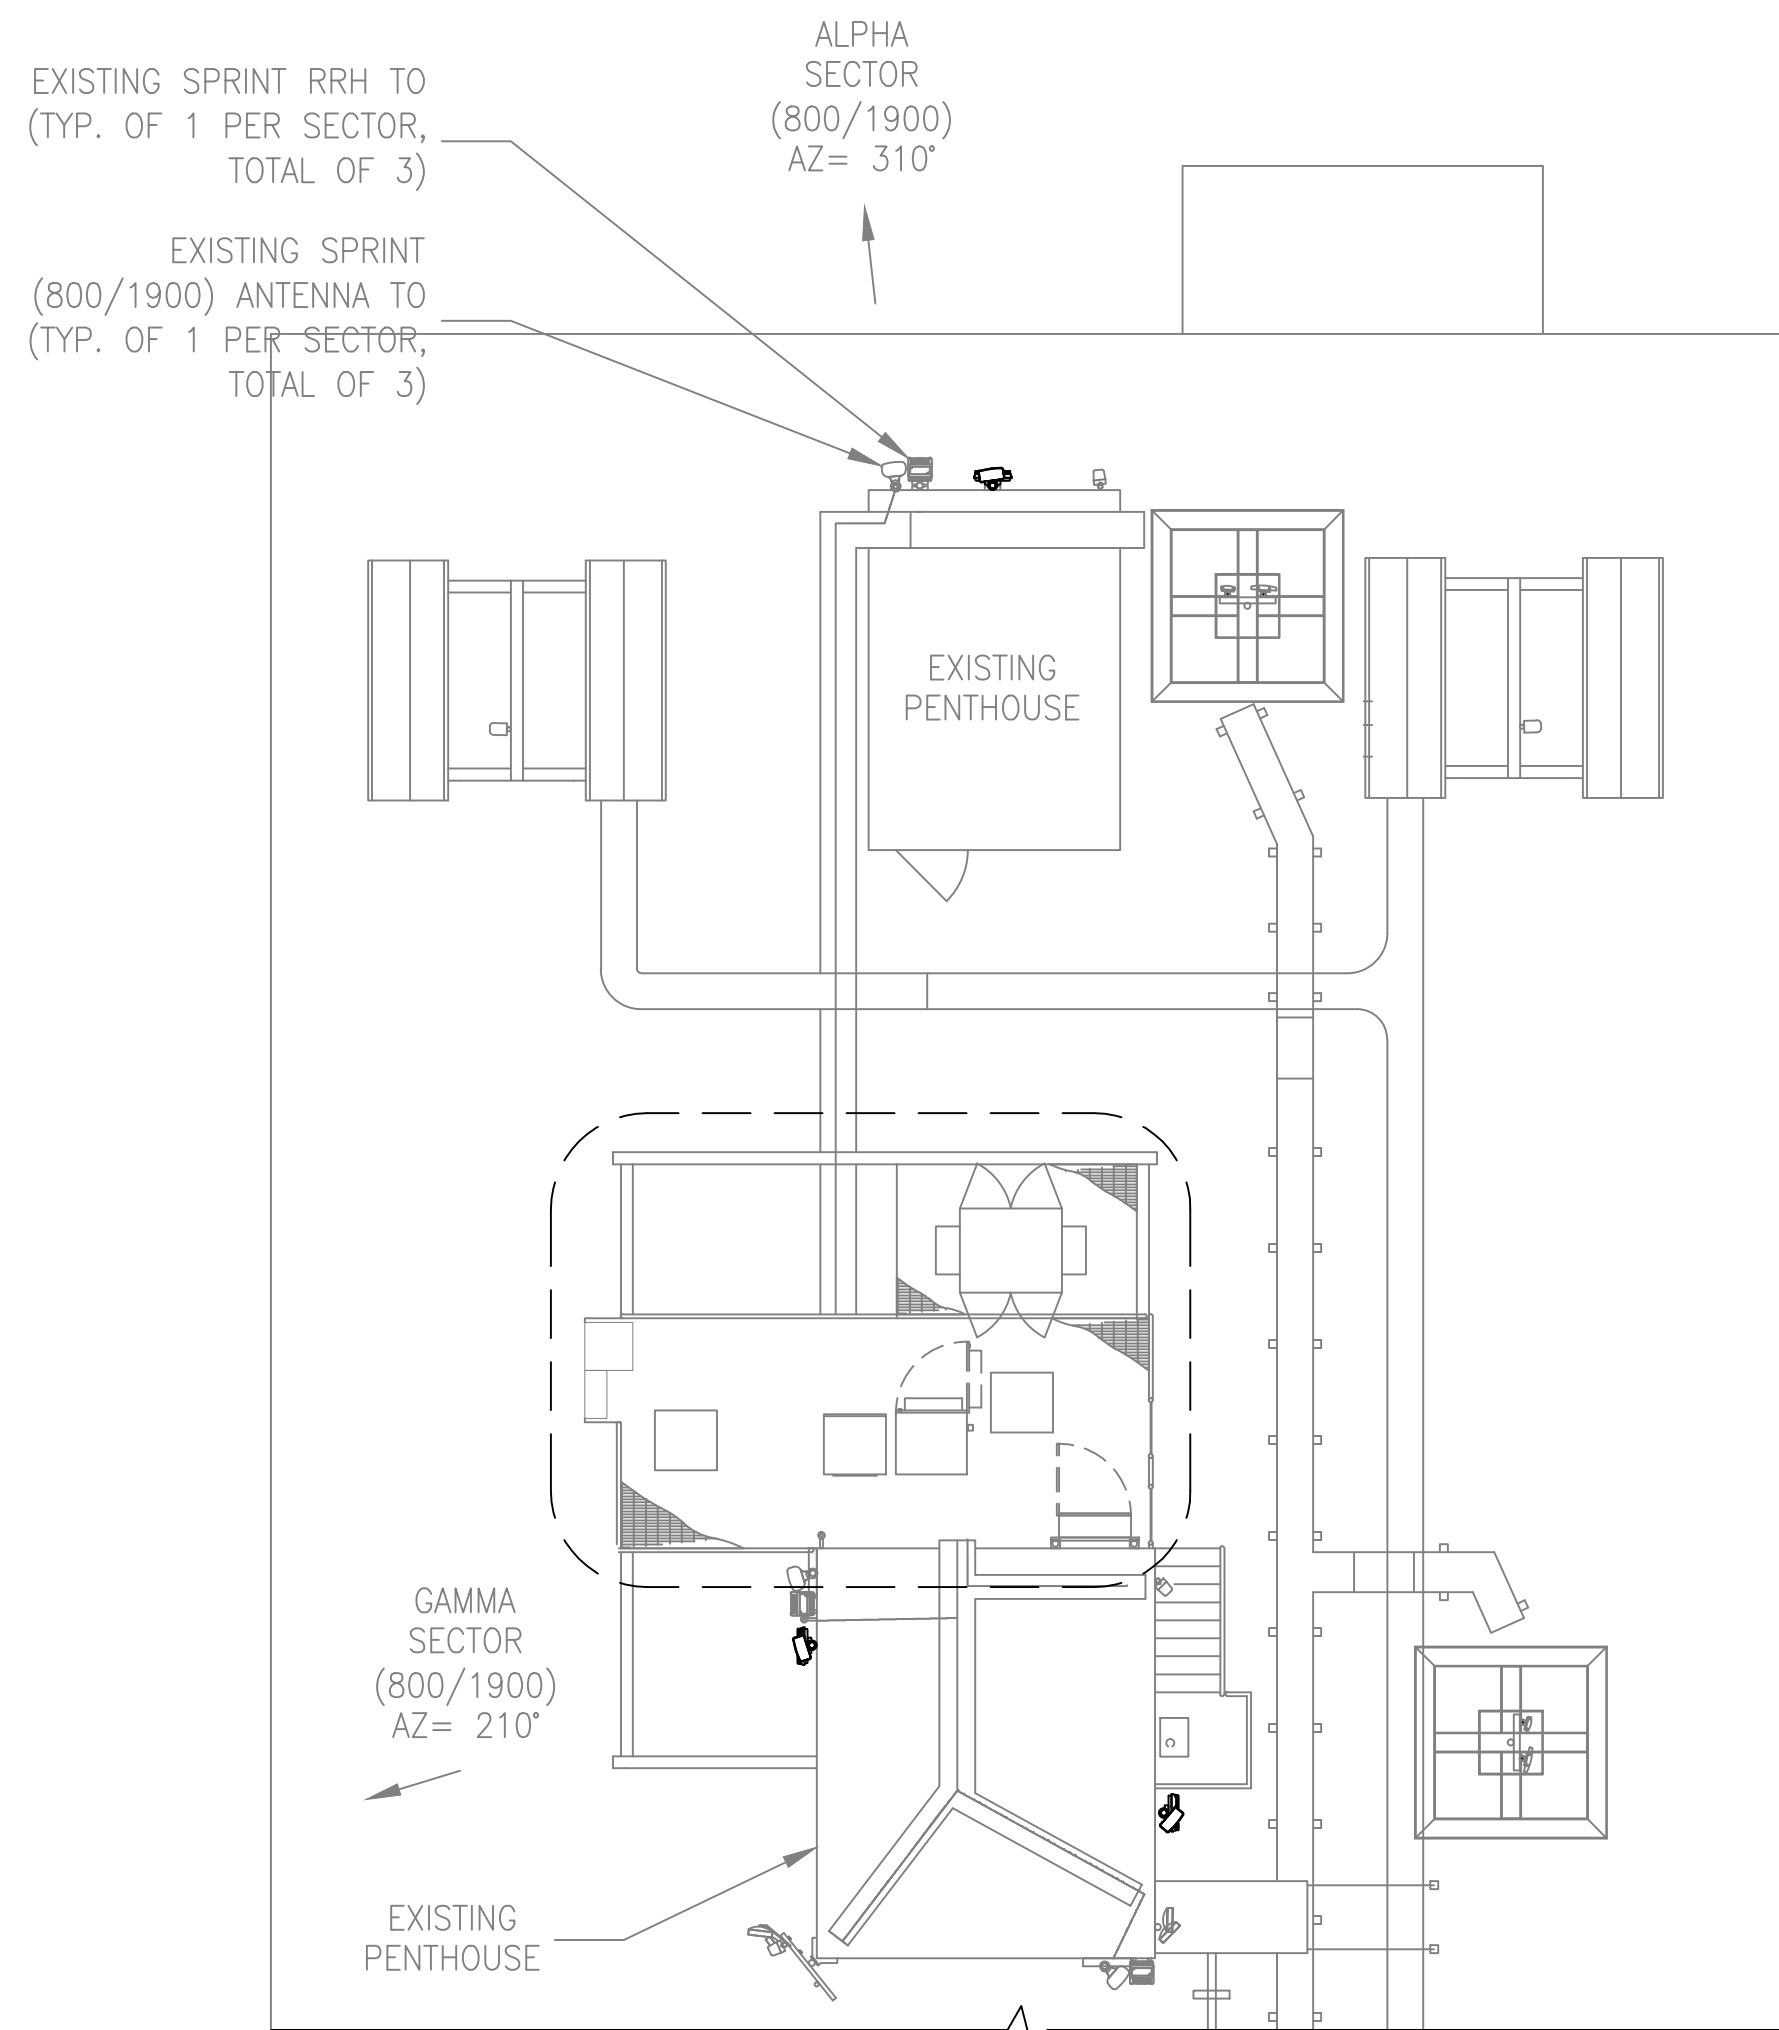 ALPHA
SECTOR
(800/1900)
AZ= 310°
EXISTING SPRINT RRH TO
(TYP. OF 1 PER SECTOR,
TOTAL OF 3)
EXISTING SPRINT
(800/1900) ANTENNA TO
(TYP. OF 1 PER SECTOR,
TOTAL OF 3)
EXISTING
PENTHOUSE
GAMMA
SECTOR
(800/1900)
AZ= 210°
C
EXISTING
PENTHOUSE